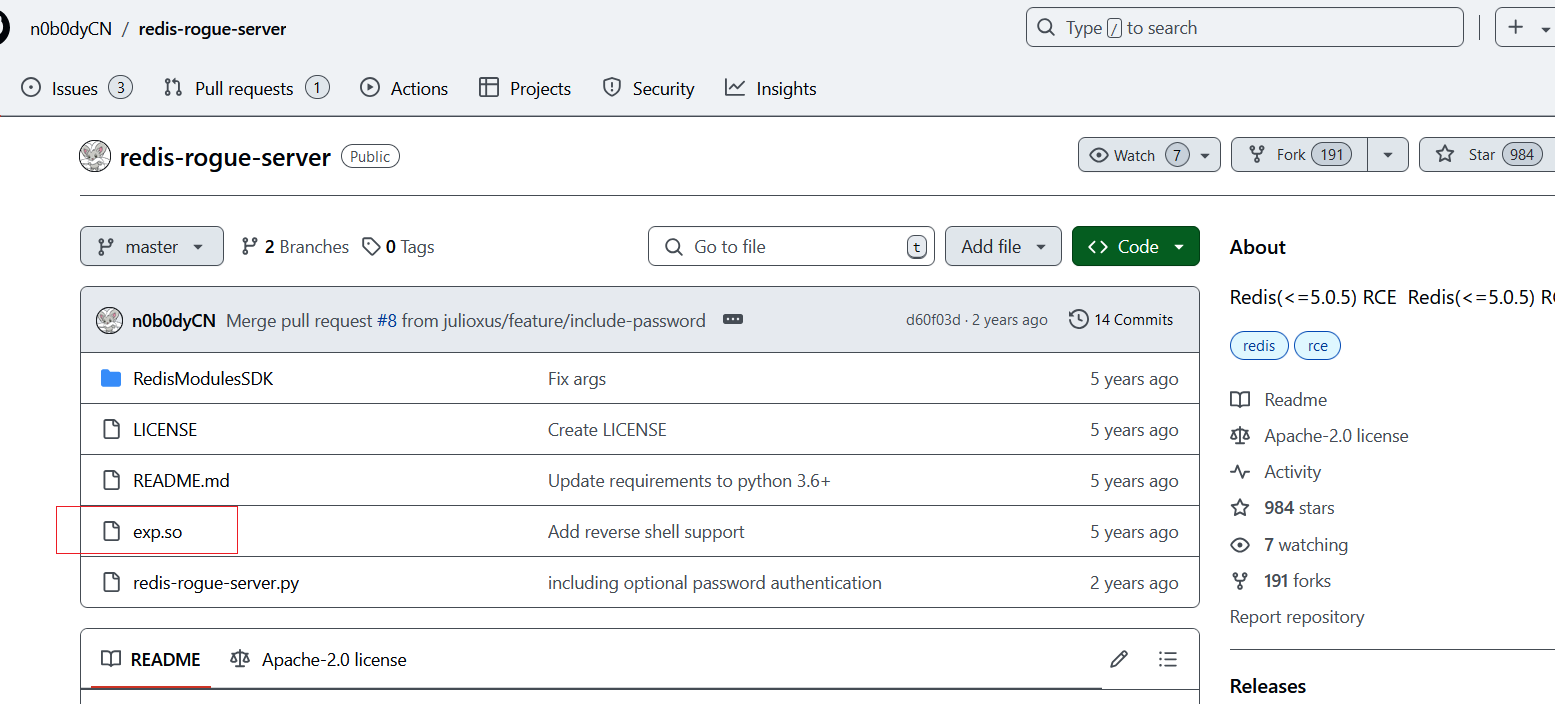 n0b0dyCN / redis-rogue-server
Type / to search
Issues 3 Pull requests 1 Actions Projects Security Insights
redis-rogue-server Public
Watch 7 Fork 191 Star 984
master 2 Branches 0 Tags
Go to file t Add file Code
n0b0dyCN Merge pull request #8 from julioxus/feature/include-password d60f03d · 2 years ago 14 Commits
RedisModulesSDK Fix args 5 years ago
LICENSE Create LICENSE 5 years ago
README.md Update requirements to python 3.6+ 5 years ago
exp.so Add reverse shell support 5 years ago
redis-rogue-server.py including optional password authentication 2 years ago
README Apache-2.0 license
About
Redis(<=5.0.5) RCE Redis(<=5.0.5) RC
redis rce
Readme
Apache-2.0 license
Activity
984 stars
7 watching
191 forks
Report repository
Releases